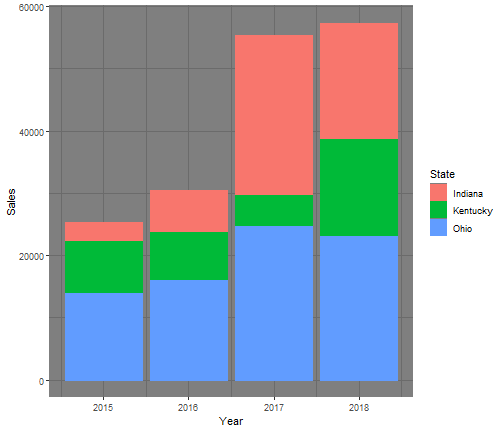 60000
40000
20000
0
Sales
2015 2016 2017 2018
Year
State
Indiana
Kentucky
Ohio